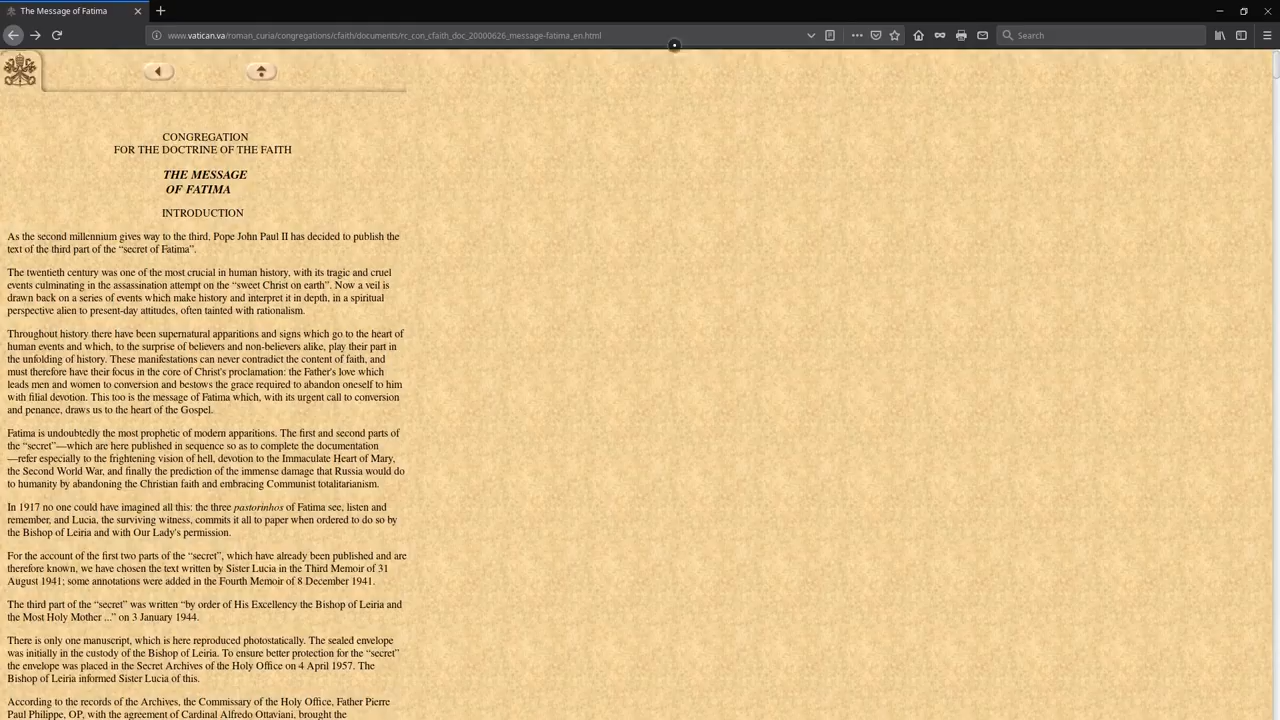 The Message of Fatima
www.vatican.va/roman_curia/congregations/cfaith/documents/rc_con_cfaith_doc_20000626_message-fatima_en.html
Search
CONGREGATION
FOR THE DOCTRINE OF THE FAITH
THE MESSAGE
OF FATIMA
INTRODUCTION
As the second millennium gives way to the third, Pope John Paul II has decided to publish the
text of the third part of the “secret of Fatima”.
The twentieth century was one of the most crucial in human history, with its tragic and cruel
events culminating in the assassination attempt on the “sweet Christ on earth”. Now a veil is
drawn back on a series of events which make history and interpret it in depth, in a spiritual
perspective alien to present-day attitudes, often tainted with rationalism.
Throughout history there have been supernatural apparitions and signs which go to the heart of
human events and which, to the surprise of believers and non-believers alike, play their part in
the unfolding of history. These manifestations can never contradict the content of faith, and
must therefore have their focus in the core of Christ's proclamation: the Father's love which
leads men and women to conversion and bestows the grace required to abandon oneself to him
with filial devotion. This too is the message of Fatima which, with its urgent call to conversion
and penance, draws us to the heart of the Gospel.
Fatima is undoubtedly the most prophetic of modern apparitions. The first and second parts of
the “secret”—which are here published in sequence so as to complete the documentation
—refer especially to the frightening vision of hell, devotion to the Immaculate Heart of Mary,
the Second World War, and finally the prediction of the immense damage that Russia would do
to humanity by abandoning the Christian faith and embracing Communist totalitarianism.
In 1917 no one could have imagined all this: the three pastorinhos of Fatima see, listen and
remember, and Lucia, the surviving witness, commits it all to paper when ordered to do so by
the Bishop of Leiria and with Our Lady's permission.
For the account of the first two parts of the “secret”, which have already been published and are
therefore known, we have chosen the text written by Sister Lucia in the Third Memoir of 31
August 1941; some annotations were added in the Fourth Memoir of 8 December 1941.
The third part of the “secret” was written “by order of His Excellency the Bishop of Leiria and
the Most Holy Mother ...” on 3 January 1944.
There is only one manuscript, which is here reproduced photostatically. The sealed envelope
was initially in the custody of the Bishop of Leiria. To ensure better protection for the “secret”
the envelope was placed in the Secret Archives of the Holy Office on 4 April 1957. The
Bishop of Leiria informed Sister Lucia of this.
According to the records of the Archives, the Commissary of the Holy Office, Father Pierre
Paul Philippe, OP, with the agreement of Cardinal Alfredo Ottaviani, brought the